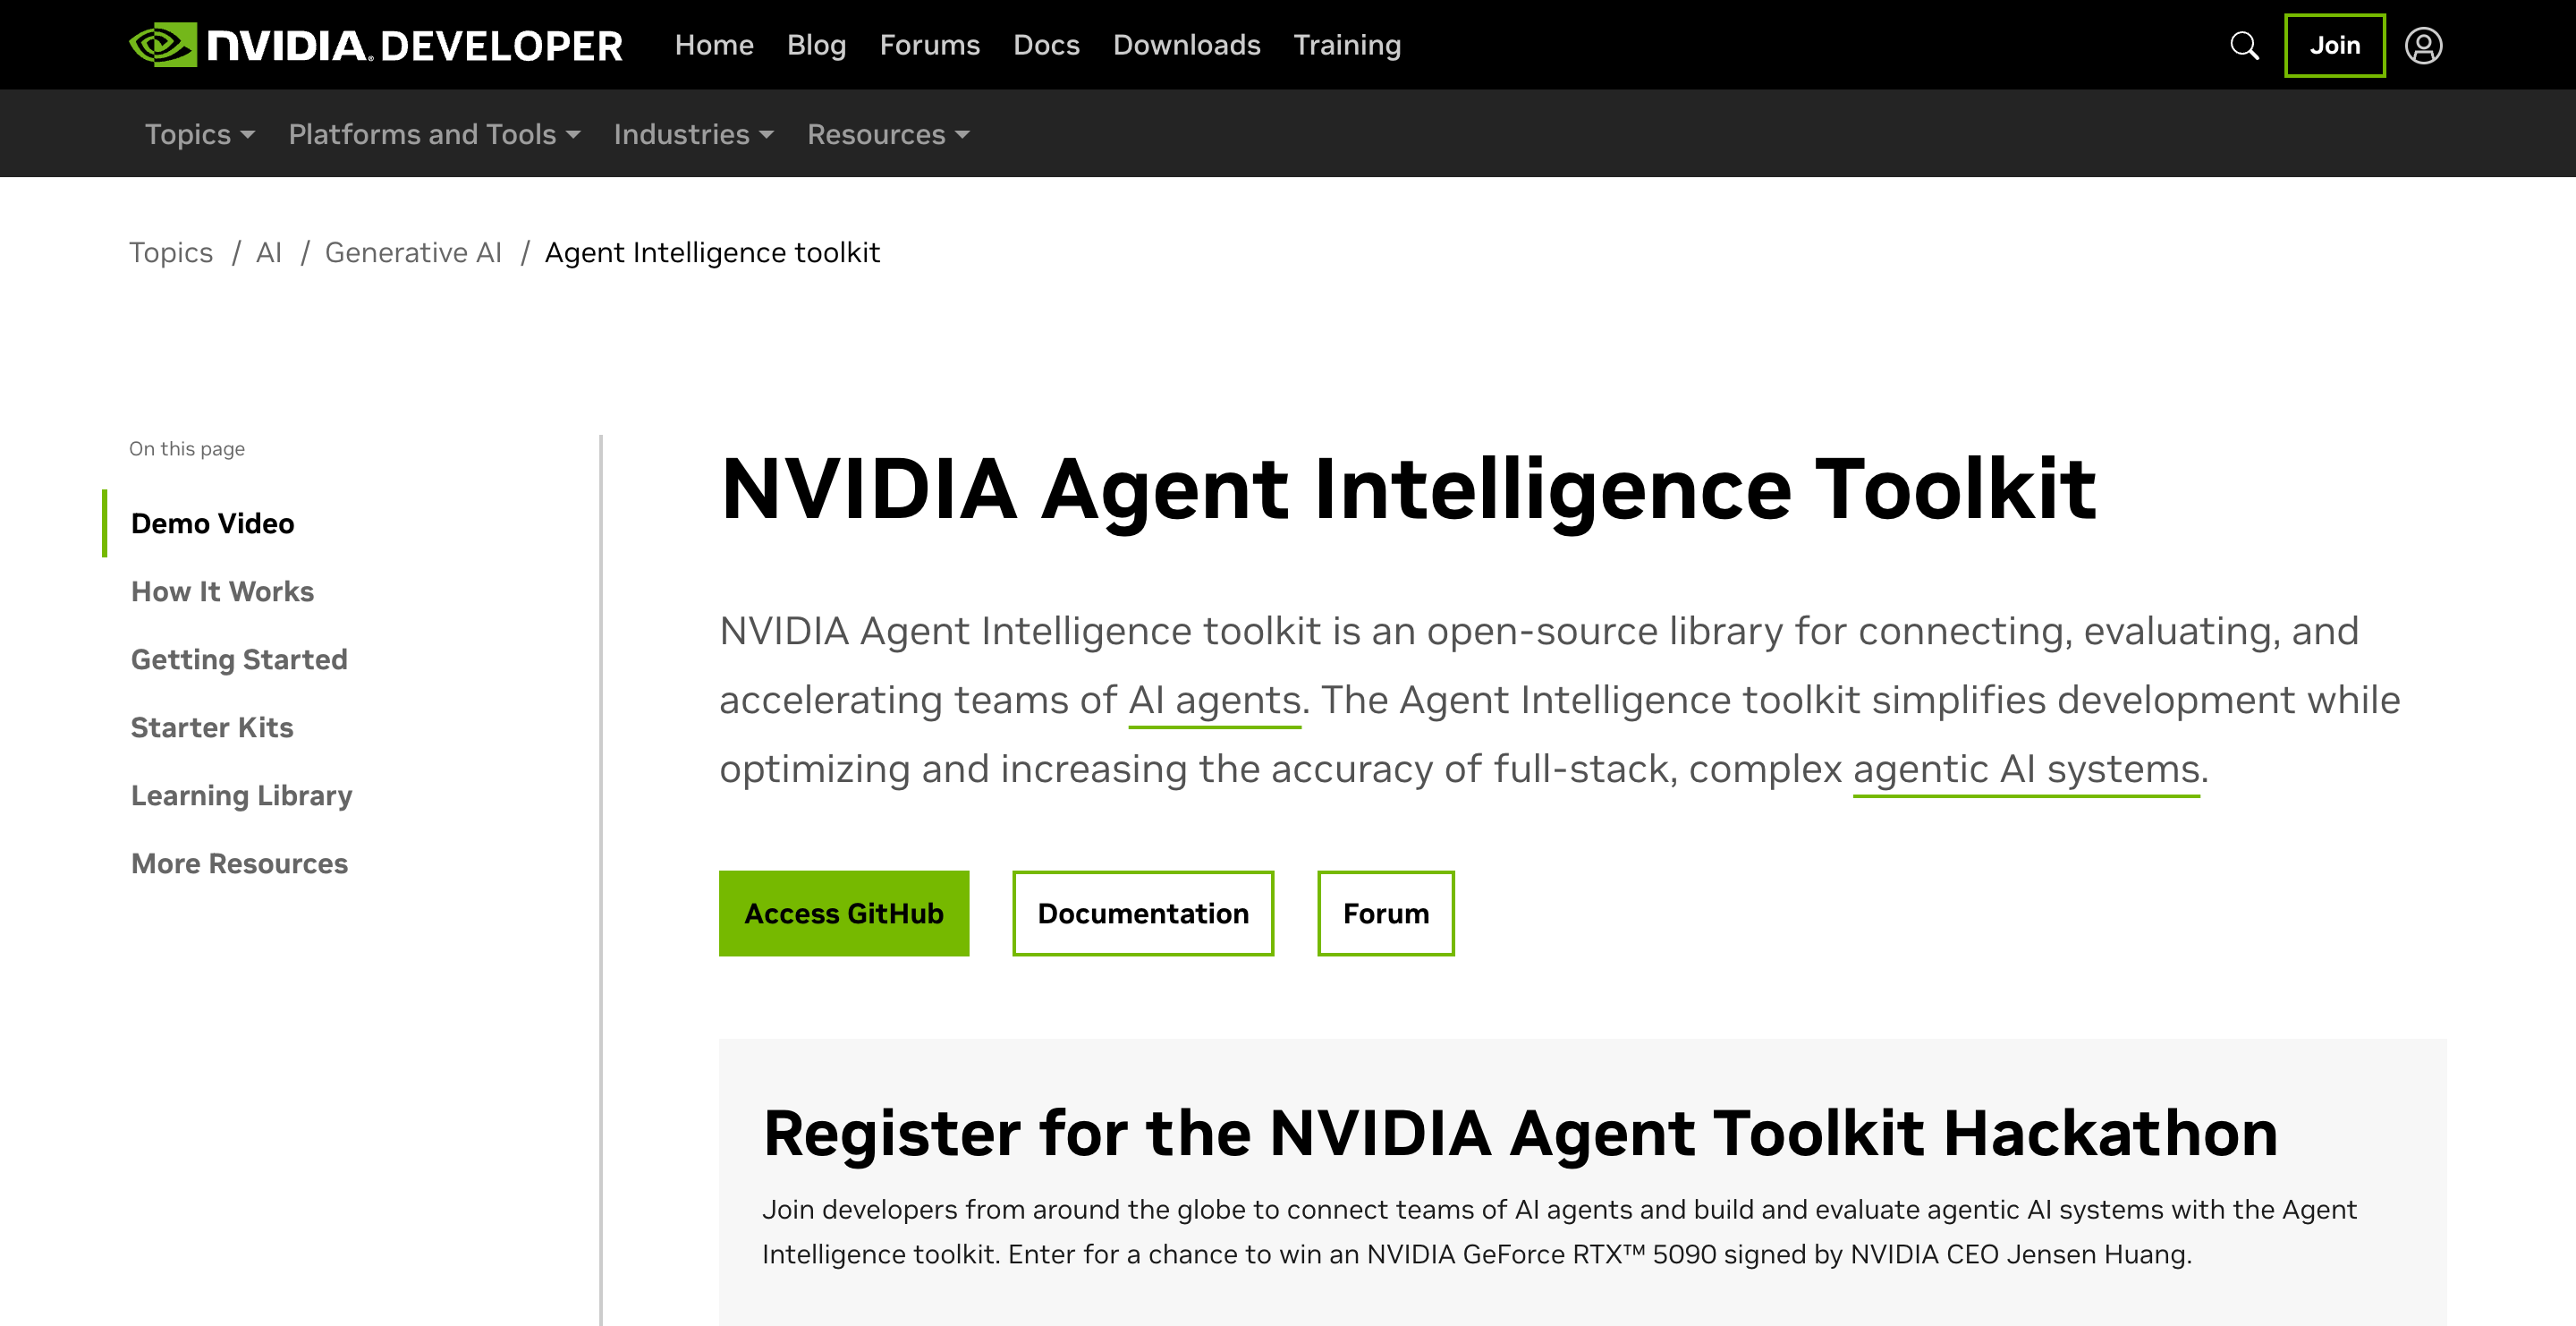 NVIDIA. DEVELOPER Home Blog Forums Docs Downloads Training Join
Topics Platforms and Tools Industries Resources
Topics / AI / Generative AI / Agent Intelligence toolkit
On this page
Demo Video
How It Works
Getting Started
Starter Kits
Learning Library
More Resources
NVIDIA Agent Intelligence Toolkit
NVIDIA Agent Intelligence toolkit is an open-source library for connecting, evaluating, and
accelerating teams of AI agents. The Agent Intelligence toolkit simplifies development while
optimizing and increasing the accuracy of full-stack, complex agentic AI systems.
Access GitHub Documentation Forum
Register for the NVIDIA Agent Toolkit Hackathon
Join developers from around the globe to connect teams of AI agents and build and evaluate agentic AI systems with the Agent
Intelligence toolkit. Enter for a chance to win an NVIDIA GeForce RTX™ 5090 signed by NVIDIA CEO Jensen Huang.